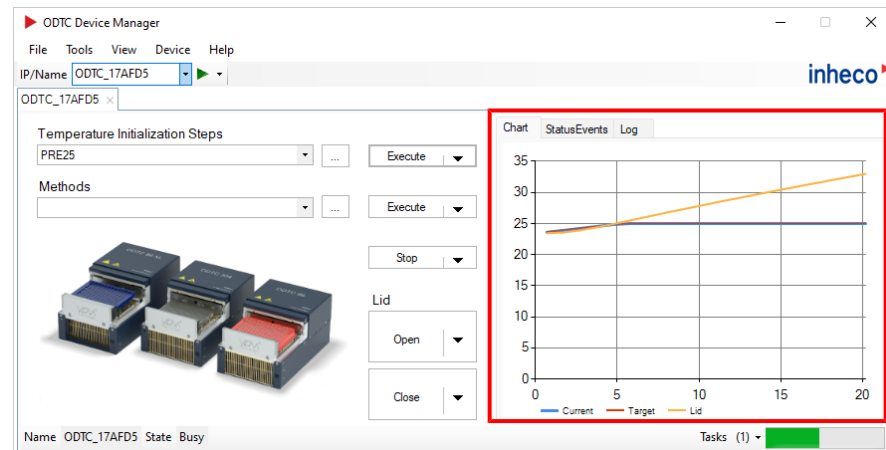 ODTC Device Manager
File Tools View Device Help
IP/Name ODTC_17AFD5
inheco
ODTC_17AFD5
Temperature Initialization Steps
PRE25
...
Execute
Methods
...
Execute
Stop
Lid
Open
Close
Chart StatusEvents Log
35
30
25
20
15
10
5
0
0 5 10 15 20
Current Target Lid
Name ODTC_17AFD5 State Busy
Tasks (1)